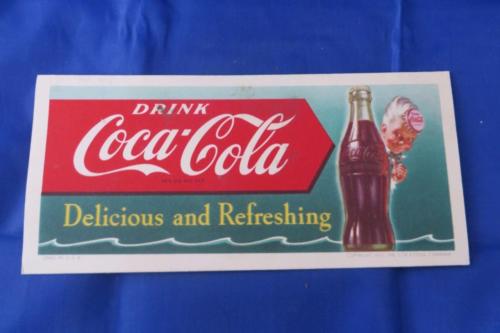 DRINK
Coca-Cola
Delicious and Refreshing